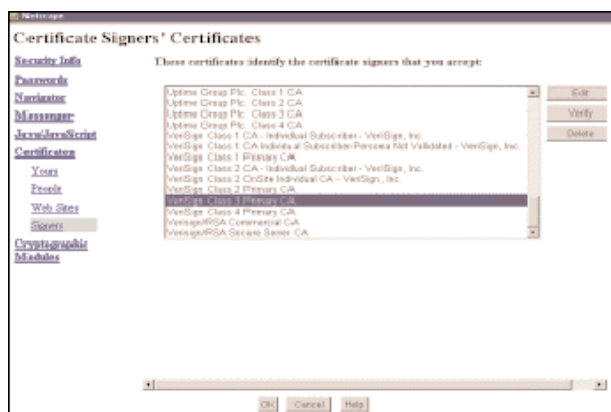 Netscape
Certificate Signers' Certificates
Security Info
Passwords
Navigator
Messenger
Java/JavaScript
Certificates
Yours
People
Web Sites
Signers
Cryptographic
Modules
These certificates identify the certificate signers that you accept:
Uptime Group Plc. Class 1 CA
Uptime Group Plc. Class 2 CA
Uptime Group Plc. Class 3 CA
Uptime Group Plc. Class 4 CA
VeriSign Class 1 CA - Individual Subscriber - VeriSign, Inc.
VeriSign Class 1 CA Individual Subscriber-Persona Not Validated - VeriSign, Inc.
VeriSign Class 1 Primary CA
VeriSign Class 2 CA - Individual Subscriber - VeriSign, Inc.
VeriSign Class 2 OnSite Individual CA - VeriSign, Inc.
VeriSign Class 2 Primary CA
VeriSign Class 3 Primary CA
VeriSign Class 4 Primary CA
Verisign/RSA Commercial CA
Verisign/RSA Secure Server CA
Edit
Verify
Delete
OK
Cancel
Help